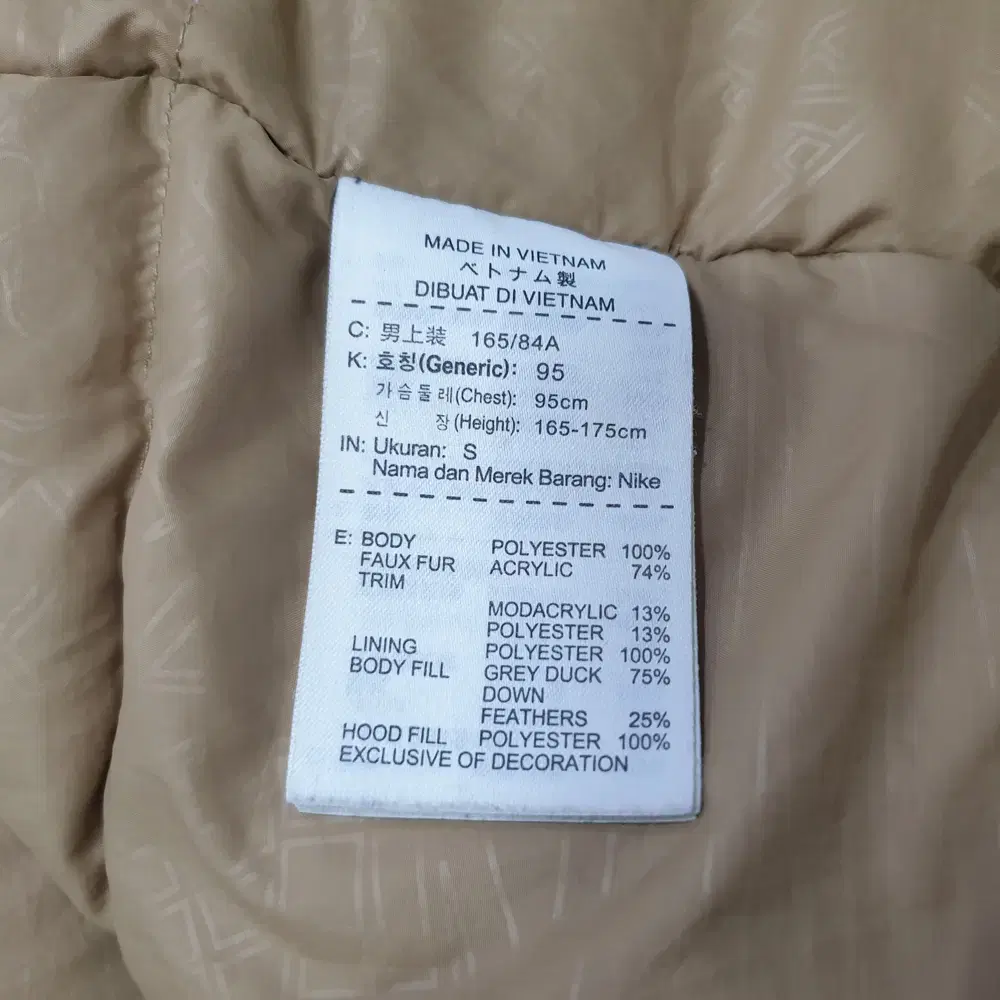 MADE IN VIETNAM
ベトナム製
DIBUAT DI VIETNAM
C: 男上装 165/84A
K: 호칭(Generic): 95
가슴둘레(Chest): 95cm
신 장(Height): 165-175cm
IN: Ukuran: S
Nama dan Merek Barang: Nike
E: BODY POLYESTER 100%
FAUX FUR ACRYLIC 74%
TRIM
MODACRYLIC 13%
POLYESTER 13%
LINING POLYESTER 100%
BODY FILL GREY DUCK 75%
DOWN
FEATHERS 25%
HOOD FILL POLYESTER 100%
EXCLUSIVE OF DECORATION